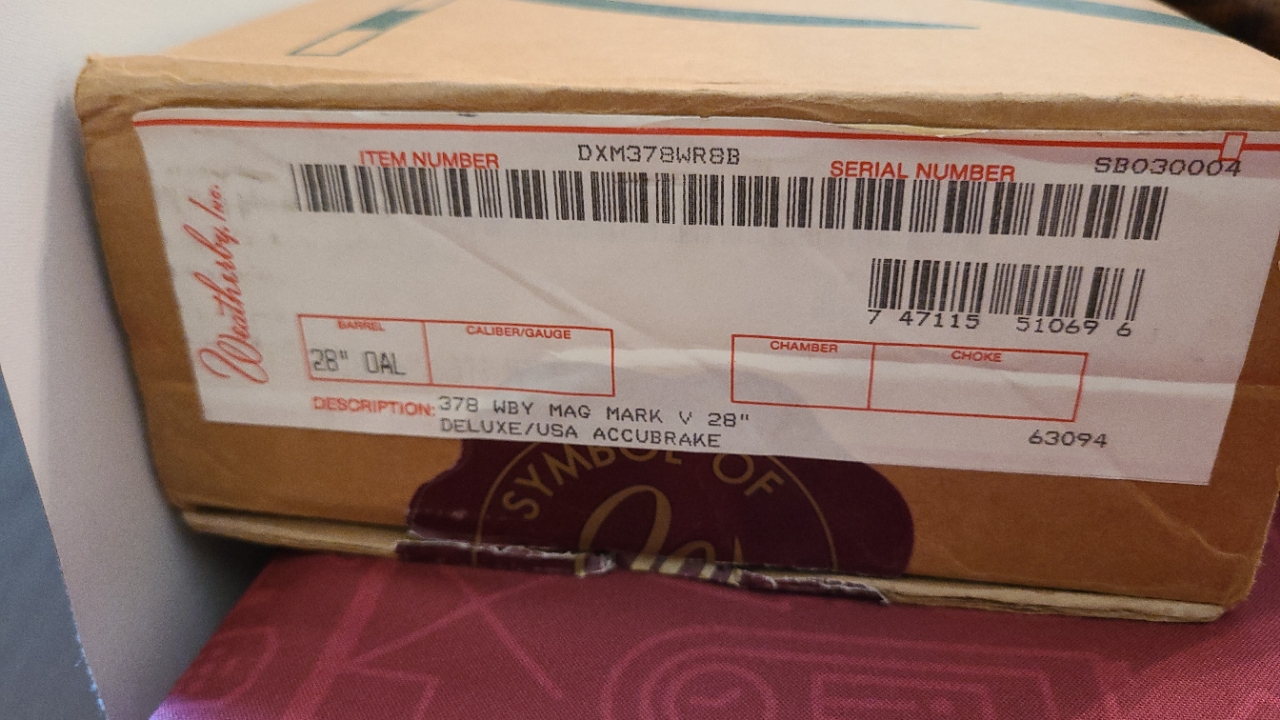 ITEM NUMBER DXM378WR8B SERIAL NUMBER SB030004
Weatherby, Inc.
7 47115 51069 6
BARREL CALIBER/GAUGE CHAMBER CHOKE
28" OAL
DESCRIPTION: 378 WBY MAG MARK V 28"
DELUXE/USA ACCUBRAKE 63094
SYMBOL OF